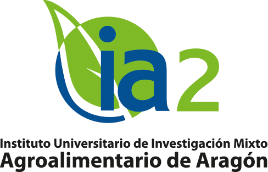 ia2
Instituto Universitario de Investigación Mixto
Agroalimentario de Aragón